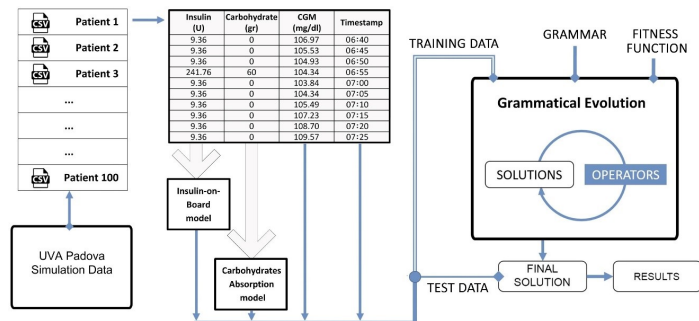 CSV Patient 1
CSV Patient 2
CSV Patient 3
...
...
...
CSV Patient 100
UVA Padova
Simulation Data
Insulin (U) Carbohydrate (gr) CGM (mg/dl) Timestamp
9.36 0 106.97 06:40
9.36 0 105.53 06:45
9.36 0 104.93 06:50
241.76 60 104.34 06:55
9.36 0 103.84 07:00
9.36 0 104.34 07:05
9.36 0 105.49 07:10
9.36 0 107.23 07:15
9.36 0 108.70 07:20
9.36 0 109.57 07:25
Insulin-on-
Board
model
Carbohydrates
Absorption
model
TRAINING DATA
GRAMMAR
FITNESS
FUNCTION
Grammatical Evolution
SOLUTIONS
OPERATORS
TEST DATA
FINAL
SOLUTION
RESULTS